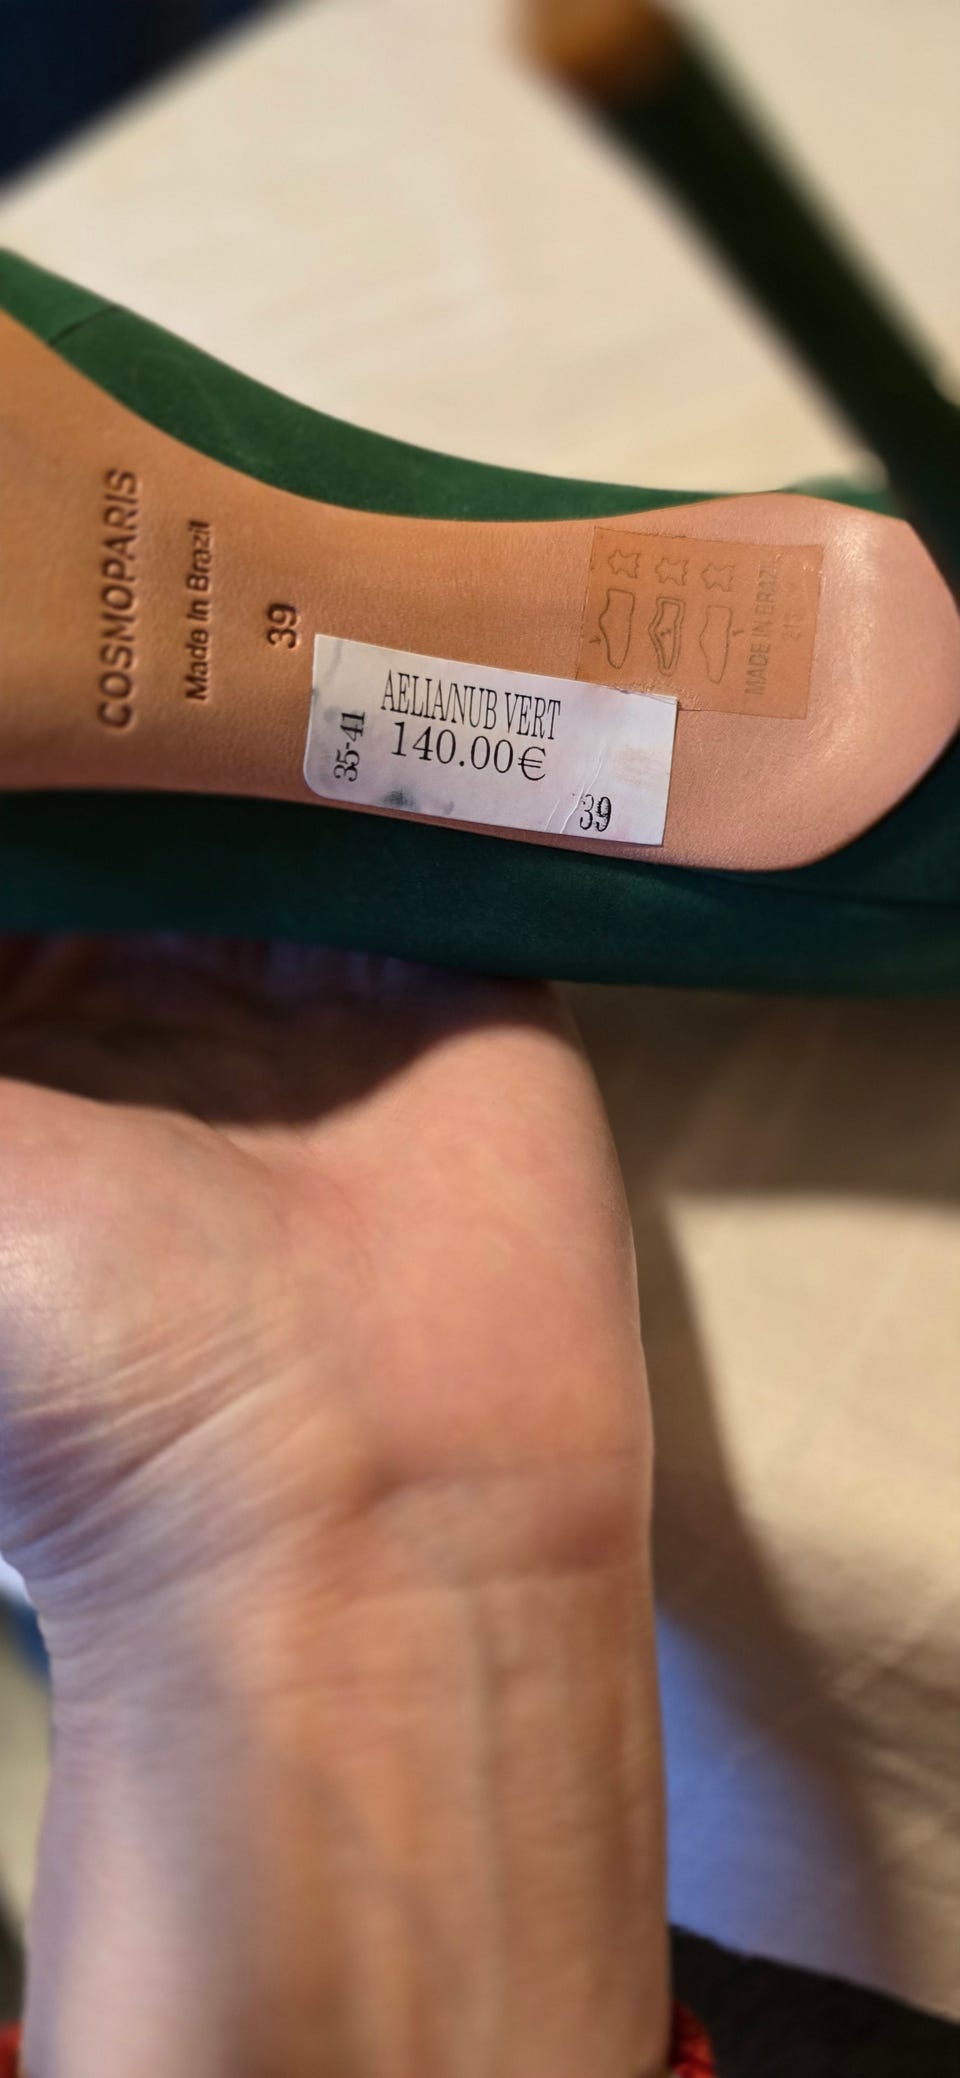 COSMOPARIS
Made In Brazil
39
AELIA/NUB VERT
140.00€
35-41
39
MADE IN BRAZIL